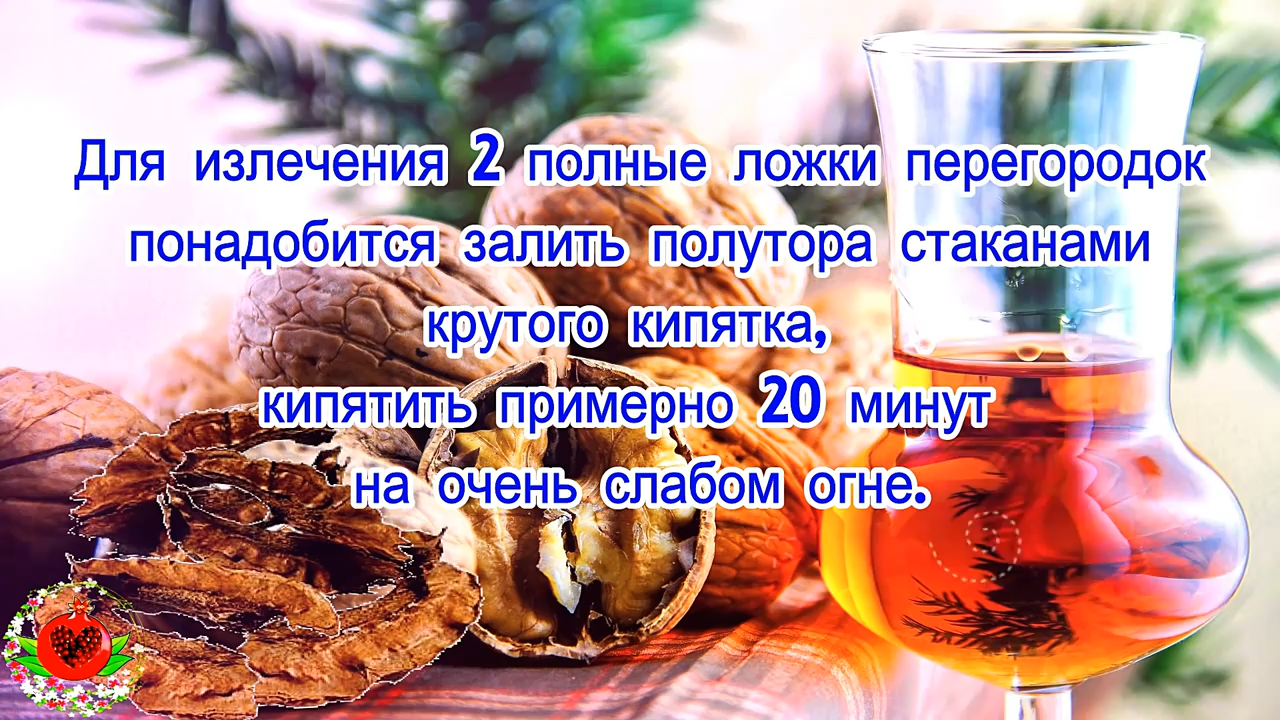 Для излечения 2 полные ложки перегородок
понадобится залить полутора стаканами
крутого кипятка,
кипятить примерно 20 минут
на очень слабом огне.